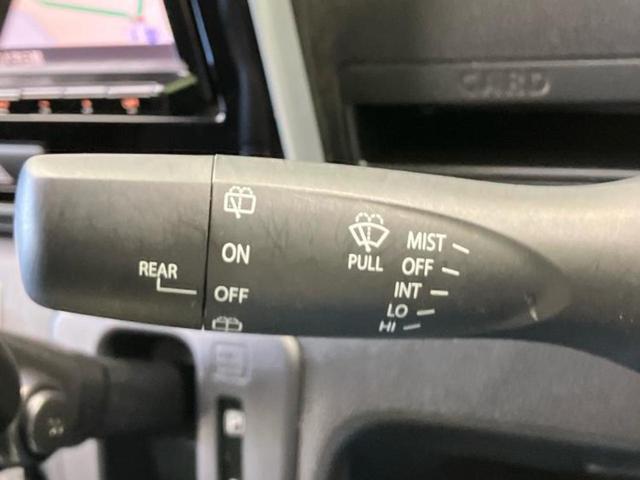 CARD
MIST
ON
PULL
OFF
REAR
OFF
INT
LO
HI